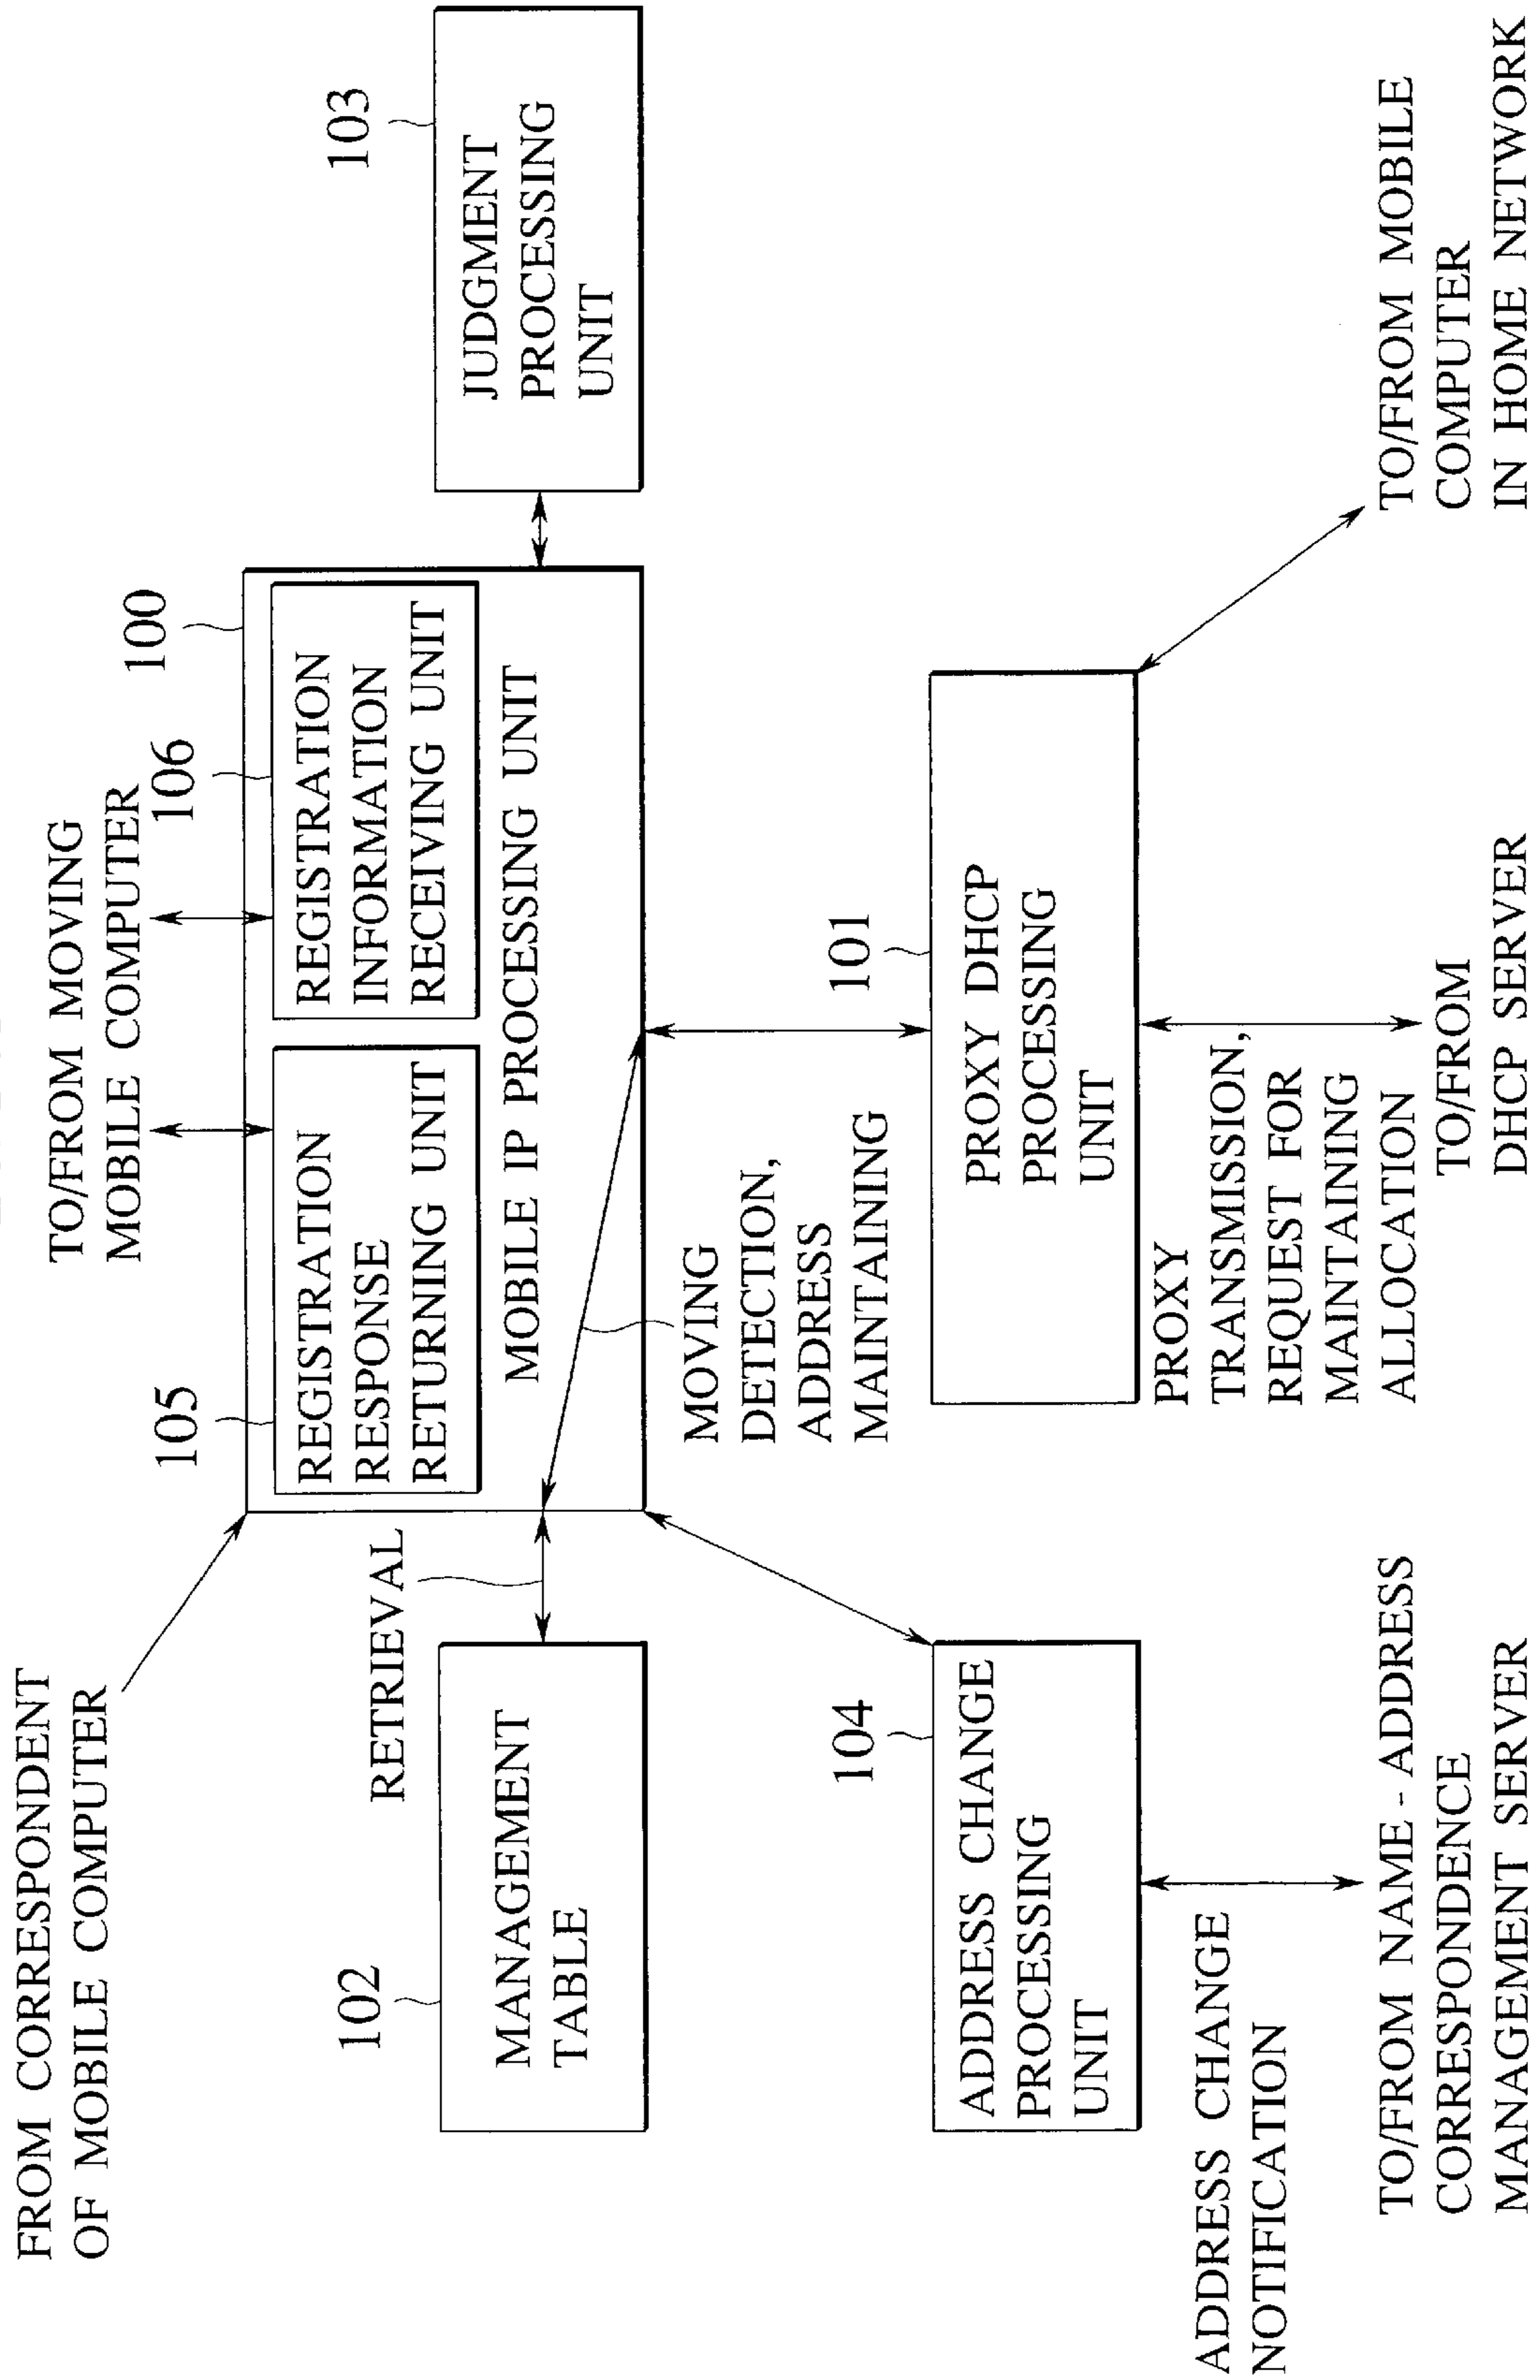 FROM CORRESPONDENT
OF MOBILE COMPUTER
TO/FROM MOVING
MOBILE COMPUTER
105
106
100
REGISTRATION
RESPONSE
RETURNING UNIT
REGISTRATION
INFORMATION
RECEIVING UNIT
MOBILE IP PROCESSING UNIT
RETRIEVAL
102
MANAGEMENT
TABLE
103
JUDGMENT
PROCESSING
UNIT
MOVING
DETECTION,
ADDRESS
MAINTAINING
104
ADDRESS CHANGE
PROCESSING
UNIT
101
PROXY DHCP
PROCESSING
UNIT
ADDRESS CHANGE
NOTIFICATION
PROXY
TRANSMISSION,
REQUEST FOR
MAINTAINING
ALLOCATION
TO/FROM NAME - ADDRESS
CORRESPONDENCE
MANAGEMENT SERVER
TO/FROM
DHCP SERVER
TO/FROM MOBILE
COMPUTER
IN HOME NETWORK